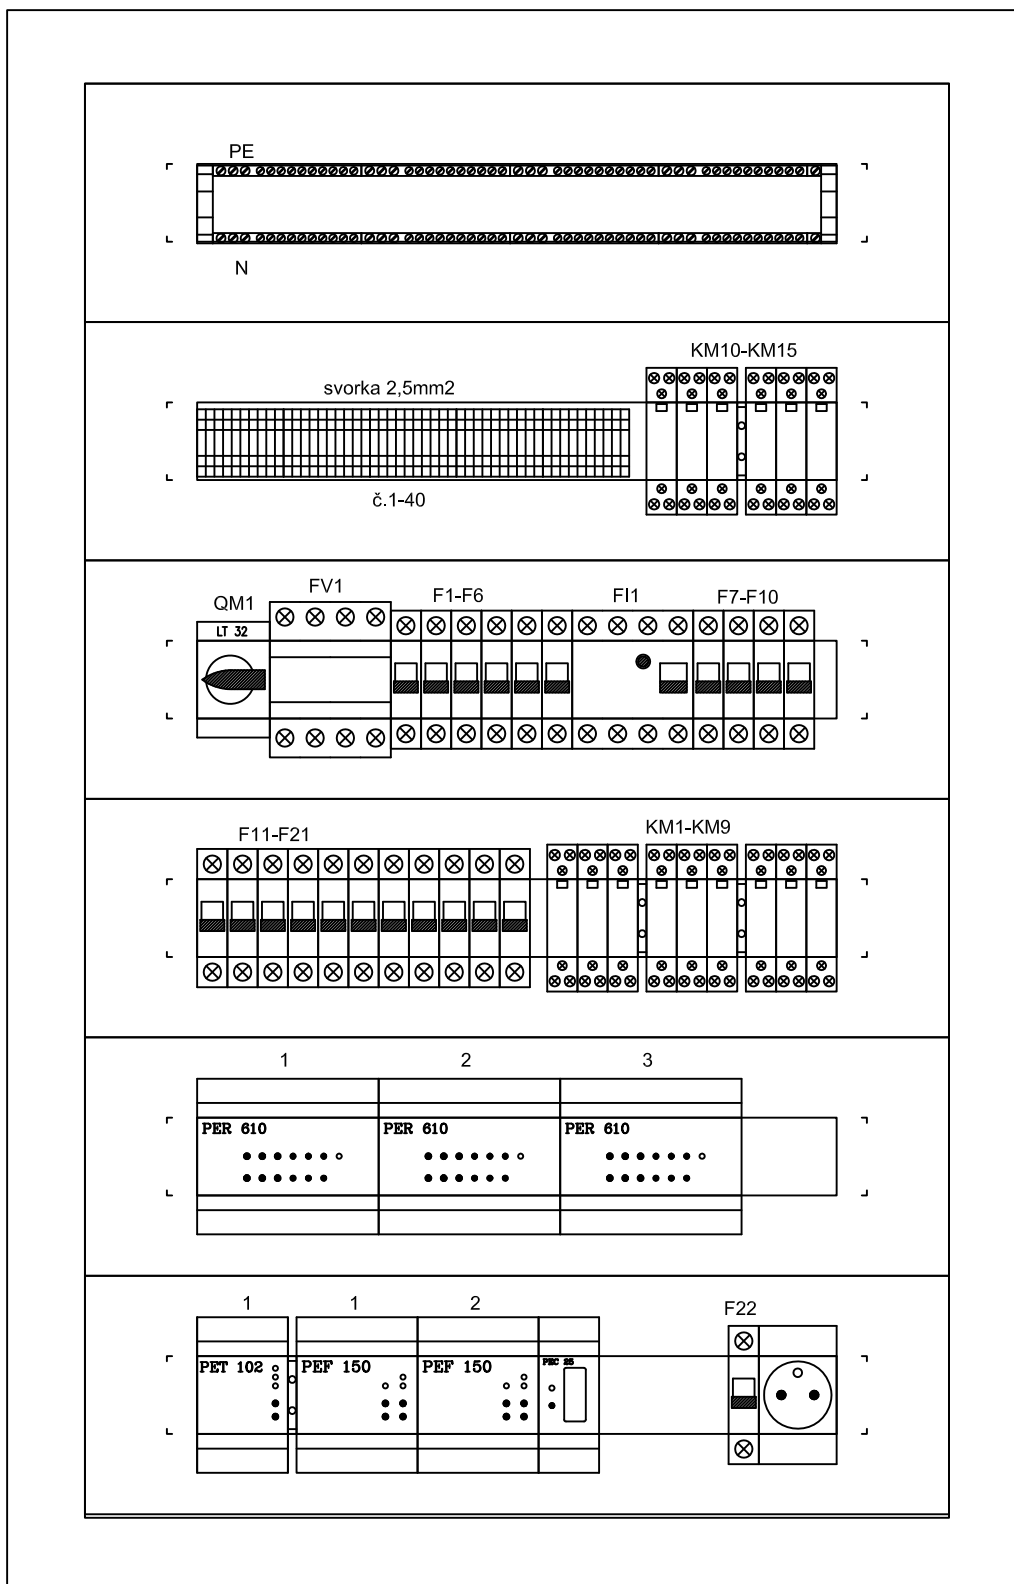 PE
N
KM10-KM15
svorka 2,5mm2
č.1-40
QM1
FV1
F1-F6
FI1
F7-F10
LT 32
F11-F21
KM1-KM9
1
2
3
PER 610
PER 610
PER 610
1
1
2
F22
PET 102
PEF 150
PEF 150
PEC 25